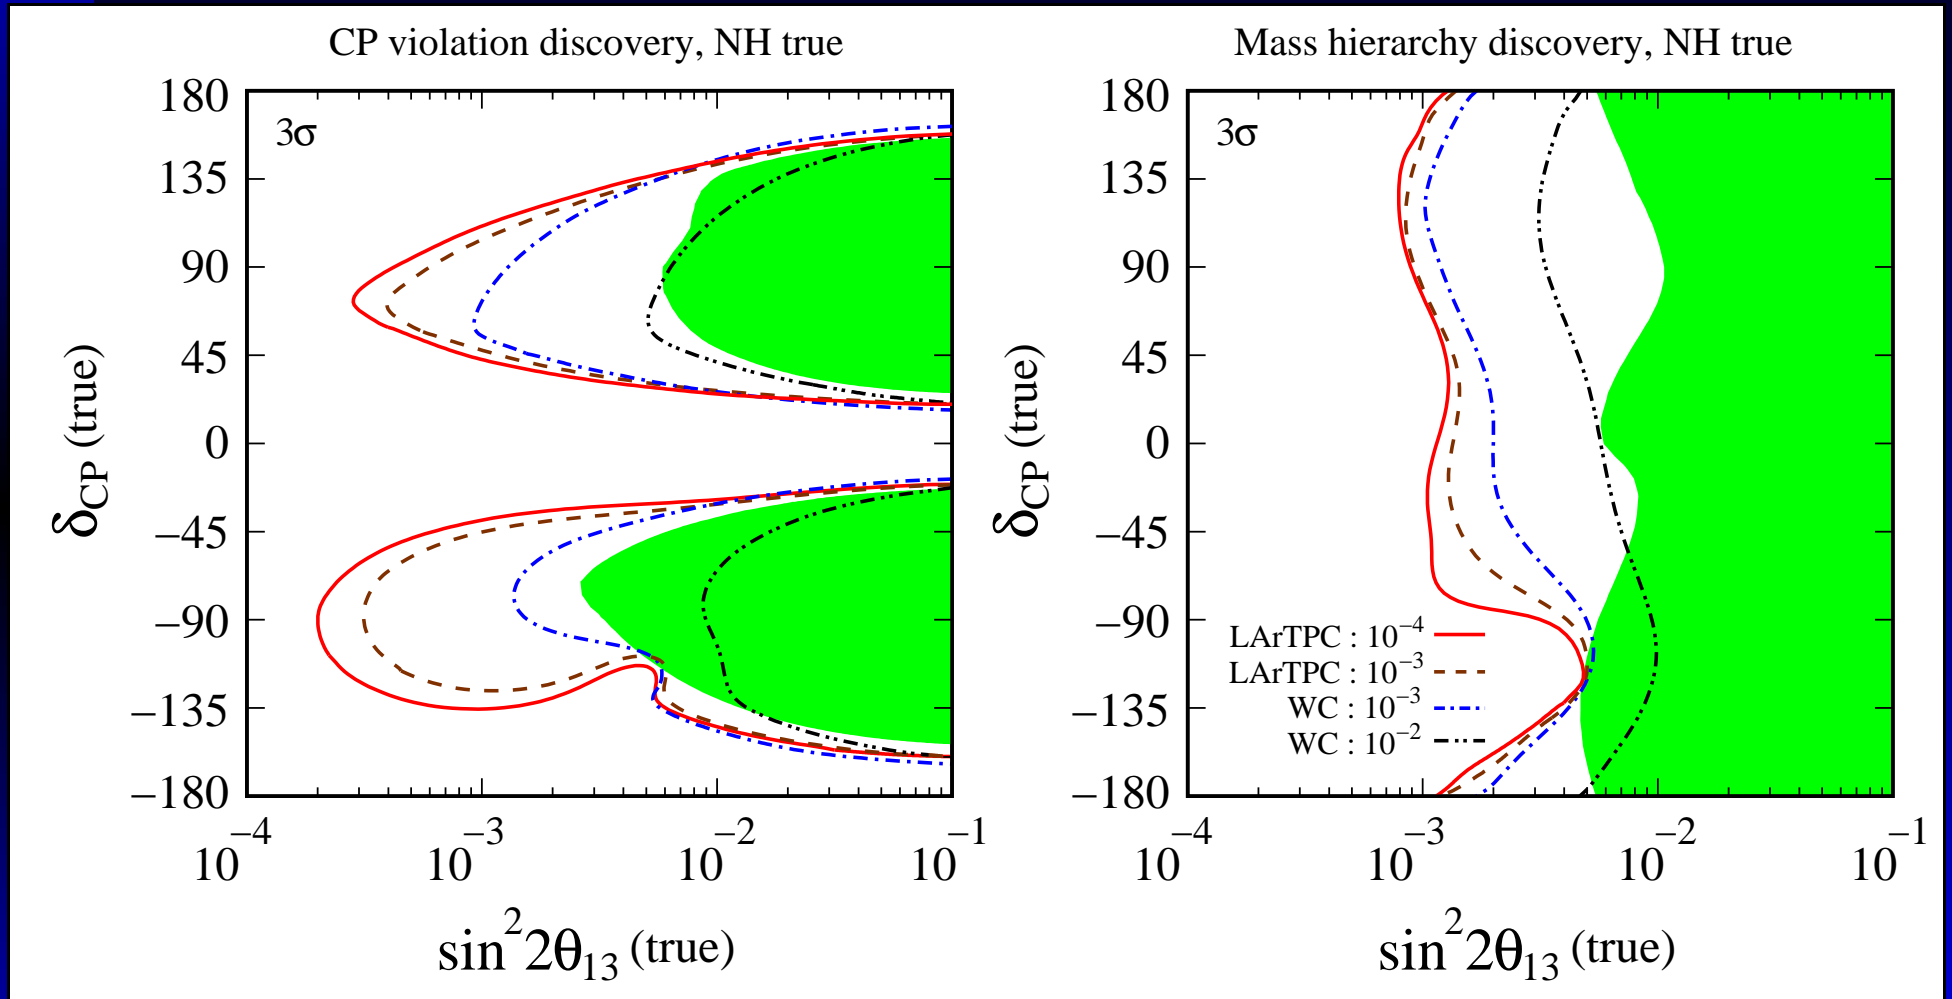 CP violation discovery, NH true
3σ
180
135
90
45
0
−45
−90
−135
−180
δCP (true)
10−4 10−3 10−2 10−1
sin22θ13 (true)
Mass hierarchy discovery, NH true
3σ
180
135
90
45
0
−45
−90
−135
−180
δCP (true)
LArTPC : 10−4
LArTPC : 10−3
WC : 10−3
WC : 10−2
10−4 10−3 10−2 10−1
sin22θ13 (true)